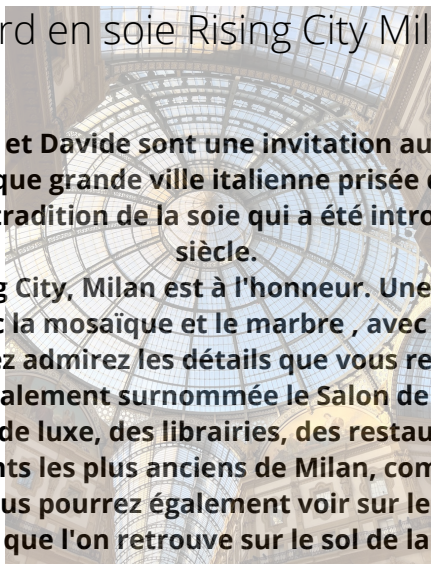 rd en soie Rising City Mil
et Davide sont une invitation au
que grande ville italienne prisée
tradition de la soie qui a été intro
siècle.
g City, Milan est à l'honneur. Une
la mosaïque et le marbre , avec
z admirez les détails que vous re
alement surnommée le Salon de
de luxe, des librairies, des restau
nts les plus anciens de Milan, com
us pourrez également voir sur le
que l'on retrouve sur le sol de la